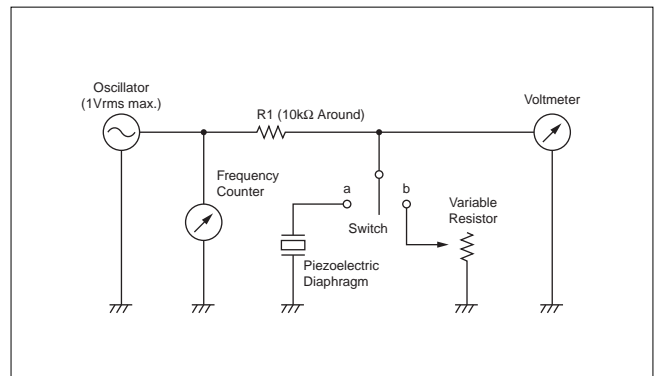 Oscillator
(1Vrms max.)
R1 (10kΩ Around)
Voltmeter
Frequency
Counter
a
b
Switch
Variable
Resistor
Piezoelectric
Diaphragm